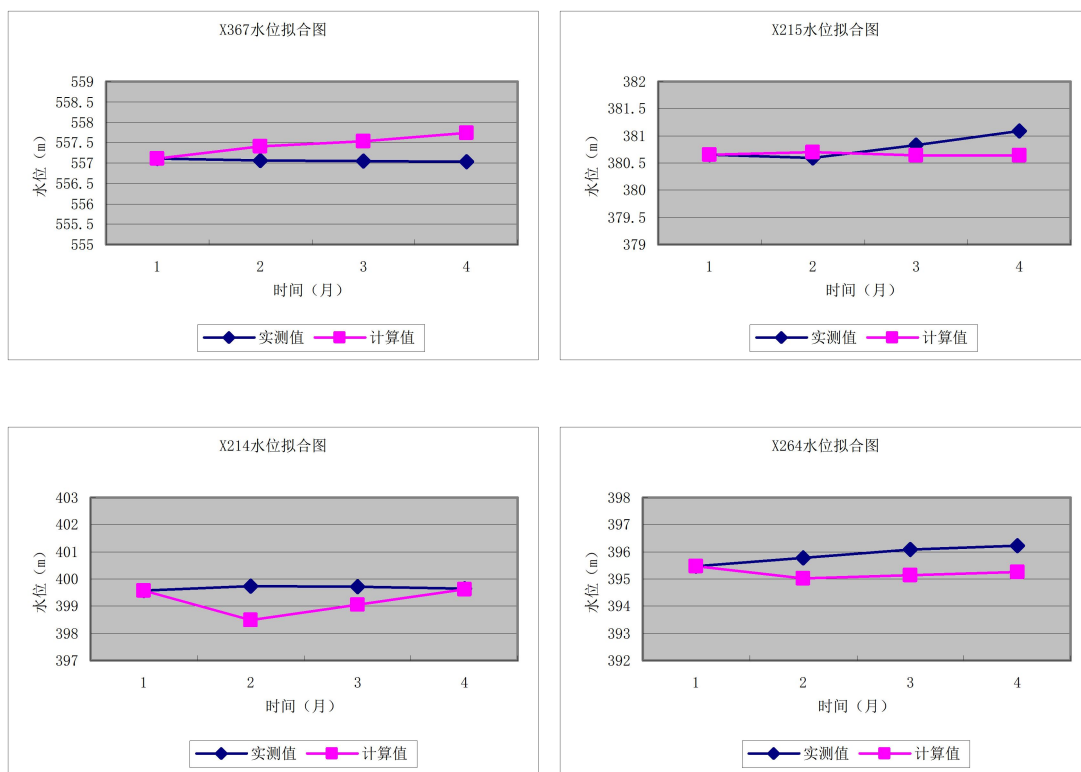 X367水位拟合图
559
558.5
558
557.5
557
556.5
556
555.5
555
水位（m）
1 2 3 4
时间（月）
实测值 计算值
X215水位拟合图
382
381.5
381
380.5
380
379.5
379
水位（m）
1 2 3 4
时间（月）
实测值 计算值
X214水位拟合图
403
402
401
400
399
398
397
水位（m）
1 2 3 4
时间（月）
实测值 计算值
X264水位拟合图
398
397
396
395
394
393
392
水位（m）
1 2 3 4
时间（月）
实测值 计算值